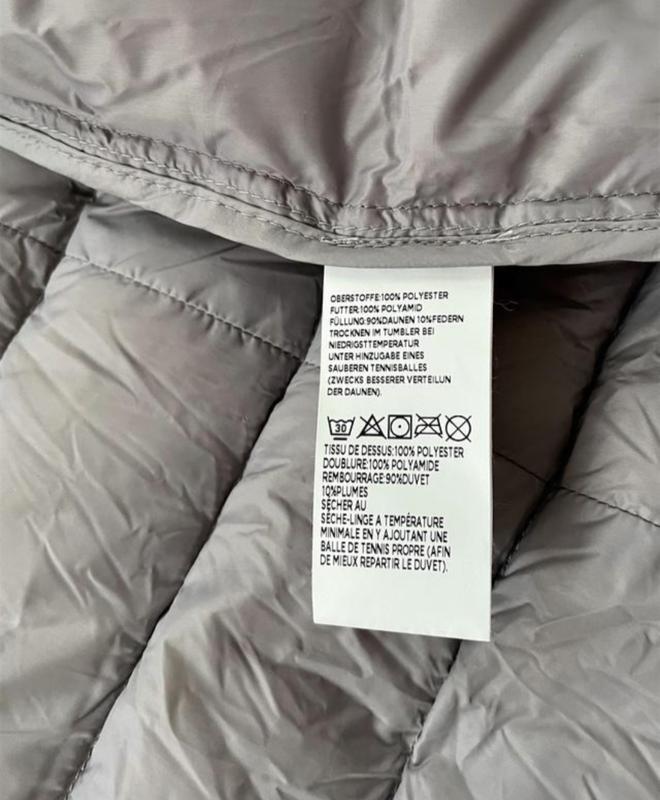 OBERSTOFFE:100% POLYESTER
FUTTER:100% POLYAMID
FÜLLUNG:90%DAUNEN 10%FEDERN
TROCKNEN IM TUMBLER BEI
NIEDRIGSTTEMPERATUR
UNTER HINZUGABE EINES
SAUBEREN TENNISBALLES
(ZWECKS BESSERER VERTEILUN
DER DAUNEN).
30
TISSU DE DESSUS:100% POLYESTER
DOUBLURE:100% POLYAMIDE
REMBOURRAGE:90%DUVET
10%PLUMES
SÈCHER AU
SÈCHE-LINGE A TEMPÉRATURE
MINIMALE EN Y AJOUTANT UNE
BALLE DE TENNIS PROPRE (AFIN
DE MIEUX REPARTIR LE DUVET).